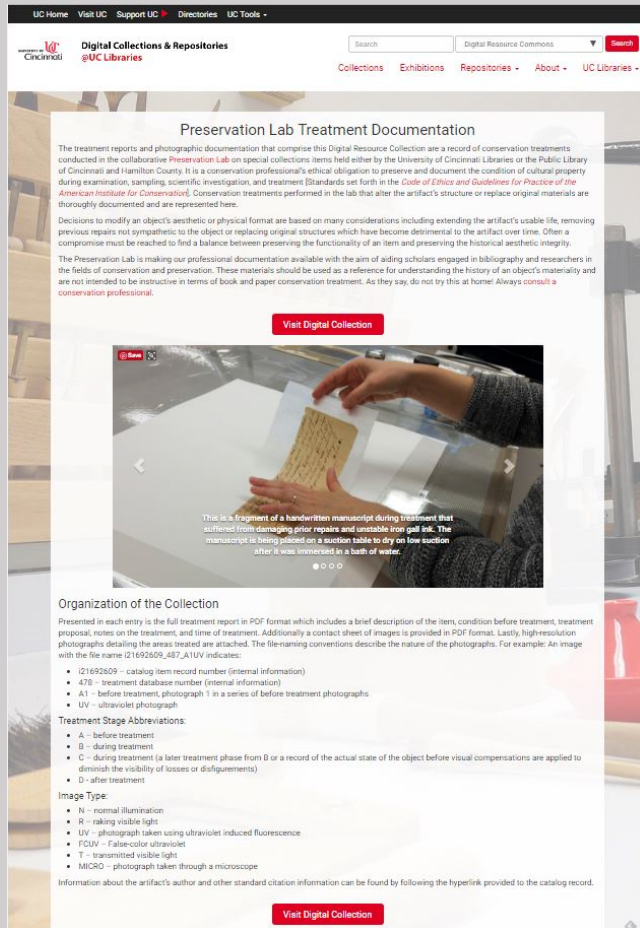 UC Home Visit UC Support UC Directories UC Tools
UNIVERSITY OF
Cincinnati
Digital Collections & Repositories
@UC Libraries
Search
Digital Resource Commons
Search
Collections Exhibitions Repositories About UC Libraries
Preservation Lab Treatment Documentation
The treatment reports and photographic documentation that comprise this Digital Resource Collection are a record of conservation treatments
conducted in the collaborative Preservation Lab on special collections items held either by the University of Cincinnati Libraries or the Public Library
of Cincinnati and Hamilton County. It is a conservation professional's ethical obligation to preserve and document the condition of cultural property
during examination, sampling, scientific investigation, and treatment [Standards set forth in the Code of Ethics and Guidelines for Practice of the
American Institute for Conservation]. Conservation treatments performed in the lab that alter the artifact's structure or replace original materials are
thoroughly documented and are represented here.
Decisions to modify an object's aesthetic or physical format are based on many considerations including extending the artifact's usable life, removing
previous repairs not sympathetic to the object or replacing original structures which have become detrimental to the artifact over time. Often a
compromise must be reached to find a balance between preserving the functionality of an item and preserving the historical aesthetic integrity.
The Preservation Lab is making our professional documentation available with the aim of aiding scholars engaged in bibliography and researchers in
the fields of conservation and preservation. These materials should be used as a reference for understanding the history of an object's materiality and
are not intended to be instructive in terms of book and paper conservation treatment. As they say, do not try this at home! Always consult a
conservation professional.
Visit Digital Collection
Save
This is a fragment of a handwritten manuscript during treatment that
suffered from damaging prior repairs and unstable iron gall ink. The
manuscript is being placed on a suction table to dry on low suction
after it was immersed in a bath of water.
Organization of the Collection
Presented in each entry is the full treatment report in PDF format which includes a brief description of the item, condition before treatment, treatment
proposal, notes on the treatment, and time of treatment. Additionally a contact sheet of images is provided in PDF format. Lastly, high-resolution
photographs detailing the areas treated are attached. The file-naming conventions describe the nature of the photographs. For example: An image
with the file name i21692609_487_A1UV indicates:
• i21692609 – catalog item record number (internal information)
• 478 – treatment database number (internal information)
• A1 – before treatment, photograph 1 in a series of before treatment photographs
• UV – ultraviolet photograph
Treatment Stage Abbreviations:
• A – before treatment
• B – during treatment
• C – during treatment (a later treatment phase from B or a record of the actual state of the object before visual compensations are applied to
diminish the visibility of losses or disfigurements)
• D - after treatment
Image Type:
• N – normal illumination
• R – raking visible light
• UV – photograph taken using ultraviolet induced fluorescence
• FCUV – False-color ultraviolet
• T – transmitted visible light
• MICRO – photograph taken through a microscope
Information about the artifact's author and other standard citation information can be found by following the hyperlink provided to the catalog record.
Visit Digital Collection